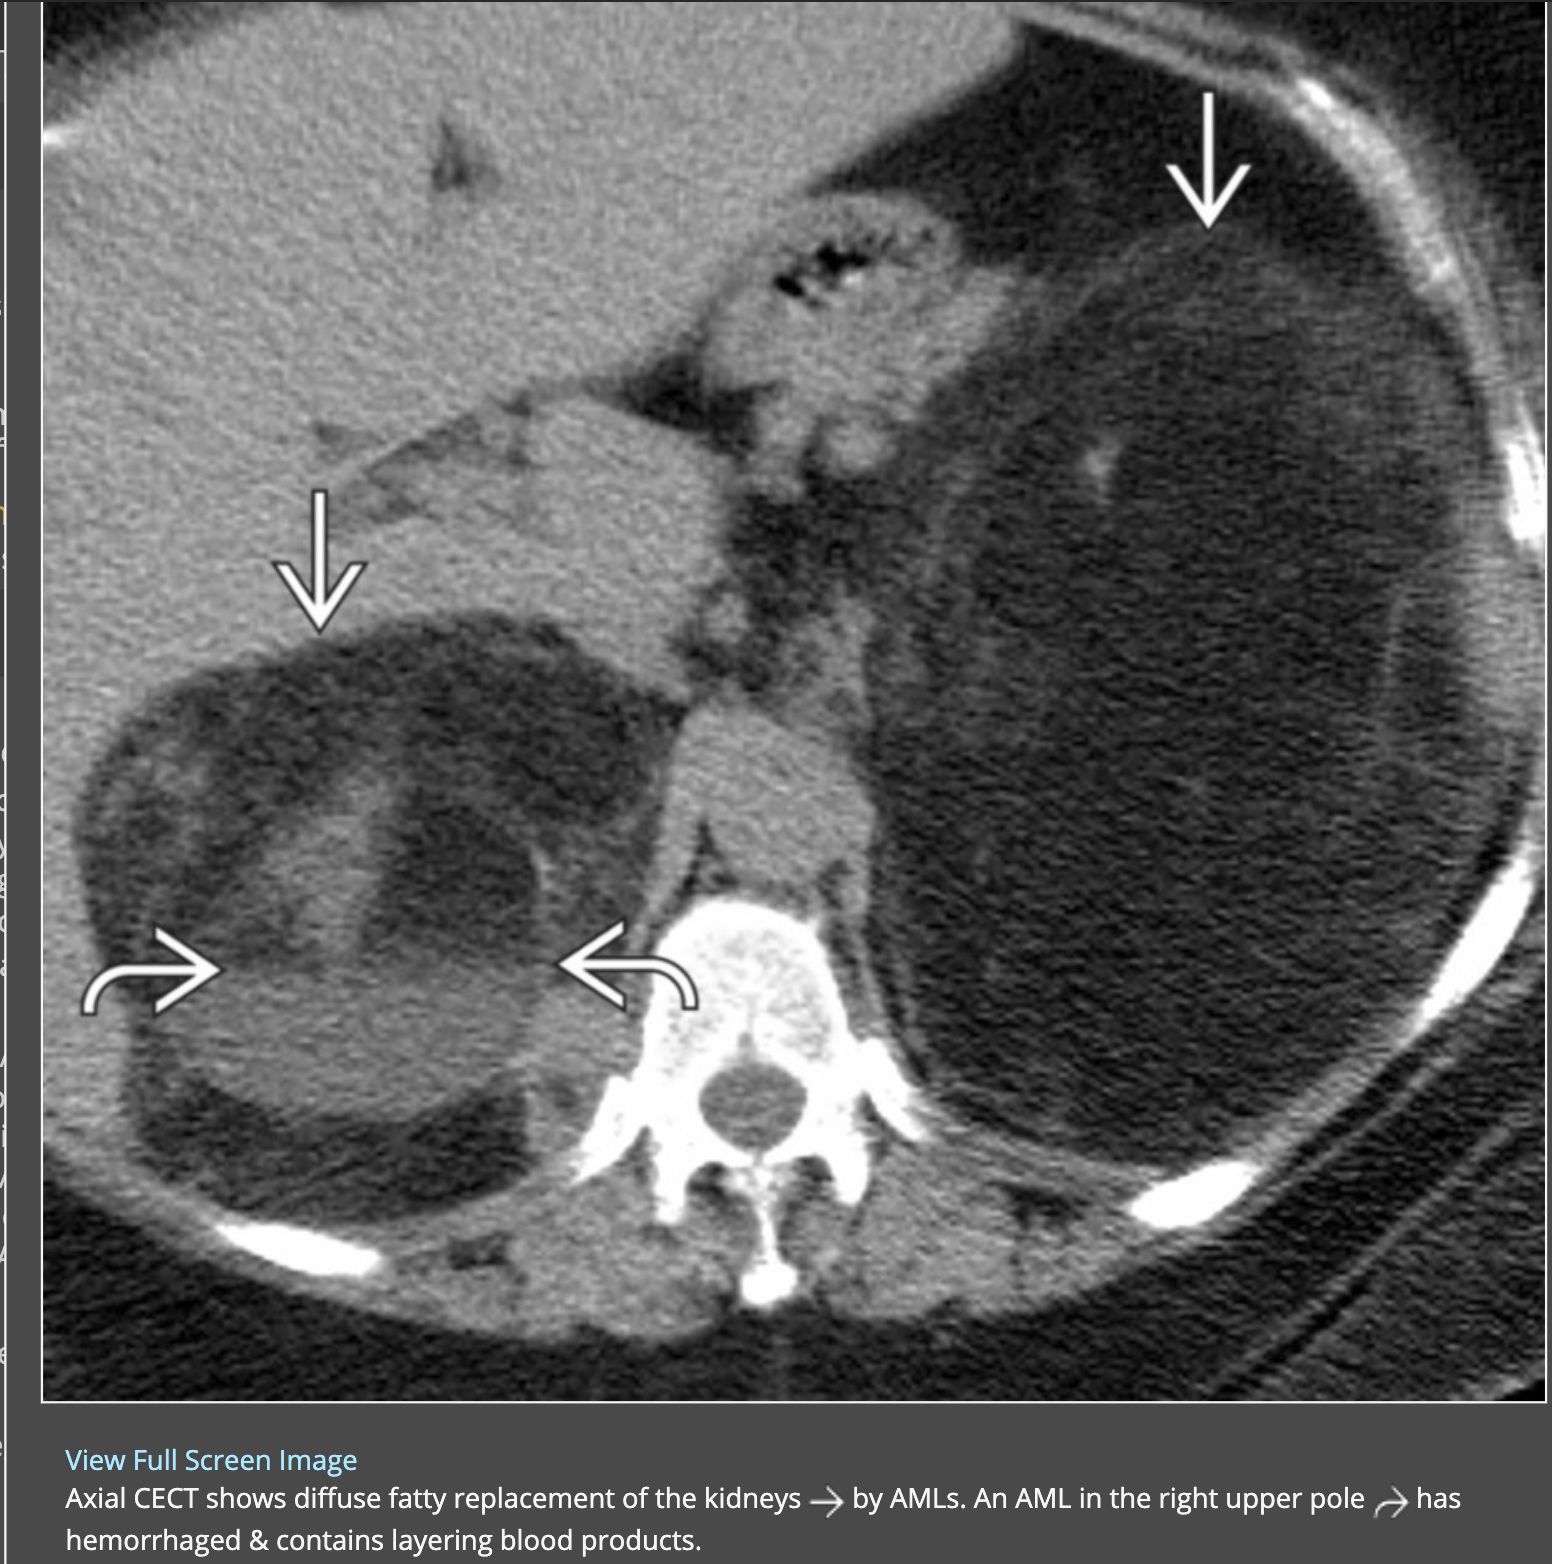 View Full Screen Image
Axial CECT shows diffuse fatty replacement of the kidneys → by AMLs. An AML in the right upper pole ↷ has
hemorrhaged & contains layering blood products.